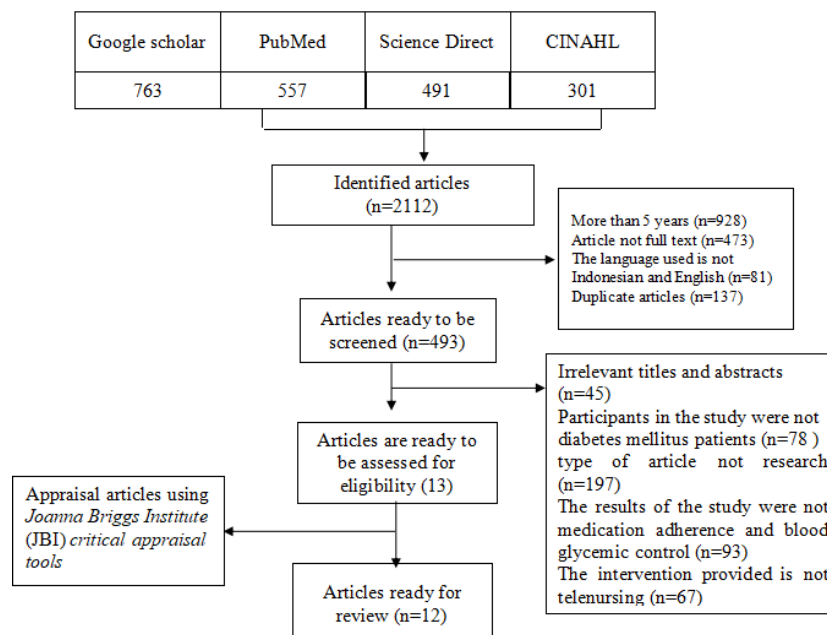 Google scholar PubMed Science Direct CINAHL
763 557 491 301
Identified articles
(n=2112)
More than 5 years (n=928)
Article not full text (n=473)
The language used is not
Indonesian and English (n=81)
Duplicate articles (n=137)
Articles ready to be
screened (n=493)
Irrelevant titles and abstracts
(n=45)
Participants in the study were not
diabetes mellitus patients (n=78 )
type of article not research
(n=197)
The results of the study were not
medication adherence and blood
glycemic control (n=93)
The intervention provided is not
telenursing (n=67)
Articles are ready to
be assessed for
eligibility (13)
Appraisal articles using
Joanna Briggs Institute
(JBI) critical appraisal
tools
Articles ready for
review (n=12)